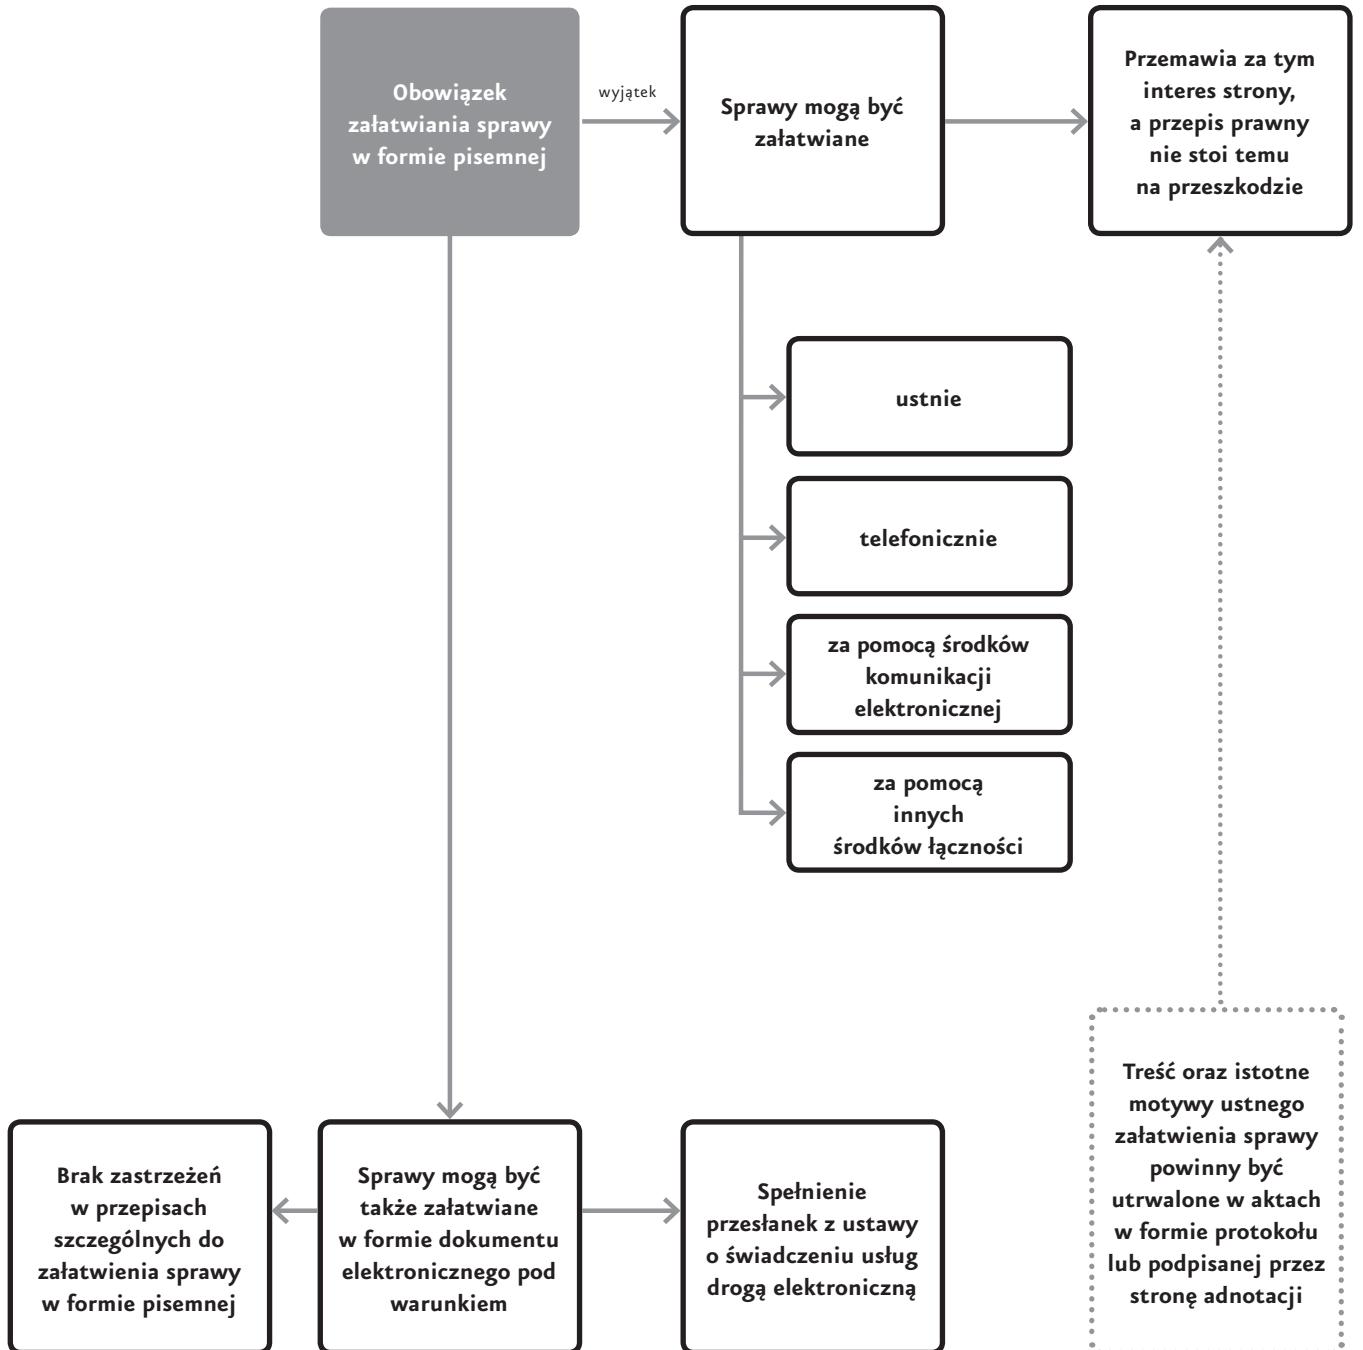 Obowiązek
załatwiania sprawy
w formie pisemnej
wyjątek
Sprawy mogą być
załatwiane
Przemawia za tym
interes strony,
a przepis prawny
nie stoi temu
na przeszkodzie
ustnie
telefonicznie
za pomocą środków
komunikacji
elektronicznej
za pomocą
innych
środków łączności
Brak zastrzeżeń
w przepisach
szczególnych do
załatwienia sprawy
w formie pisemnej
Sprawy mogą być
także załatwiane
w formie dokumentu
elektronicznego pod
warunkiem
Spełnienie
przesłanek z ustawy
o świadczeniu usług
drogą elektroniczną
Treść oraz istotne
motywy ustnego
załatwienia sprawy
powinny być
utrwalone w aktach
w formie protokołu
lub podpisanej przez
stronę adnotacji